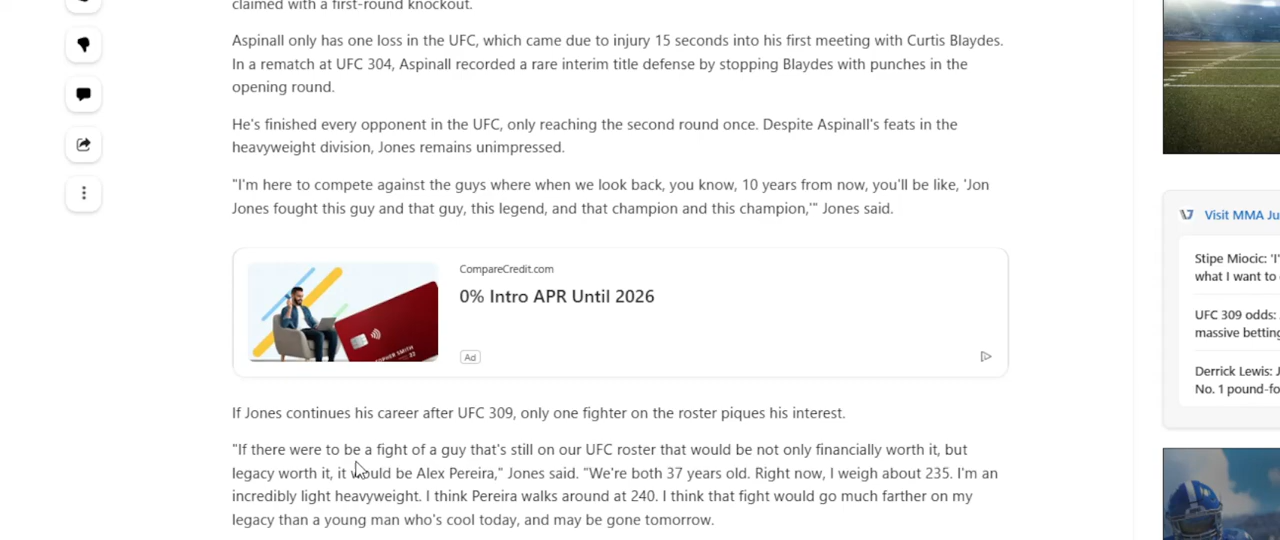 claimed with a first-round knockout.
Aspinall only has one loss in the UFC, which came due to injury 15 seconds into his first meeting with Curtis Blaydes.
In a rematch at UFC 304, Aspinall recorded a rare interim title defense by stopping Blaydes with punches in the
opening round.
He's finished every opponent in the UFC, only reaching the second round once. Despite Aspinall's feats in the
heavyweight division, Jones remains unimpressed.
"I'm here to compete against the guys where when we look back, you know, 10 years from now, you'll be like, 'Jon
Jones fought this guy and that guy, this legend, and that champion and this champion,'" Jones said.
CompareCredit.com
0% Intro APR Until 2026
Ad
If Jones continues his career after UFC 309, only one fighter on the roster piques his interest.
"If there were to be a fight of a guy that's still on our UFC roster that would be not only financially worth it, but
legacy worth it, it would be Alex Pereira," Jones said. "We're both 37 years old. Right now, I weigh about 235. I'm an
incredibly light heavyweight. I think Pereira walks around at 240. I think that fight would go much farther on my
legacy than a young man who's cool today, and may be gone tomorrow.
Visit MMA Ju
Stipe Miocic: 'I'
what I want to
UFC 309 odds:
massive betting
Derrick Lewis: J
No. 1 pound-fo